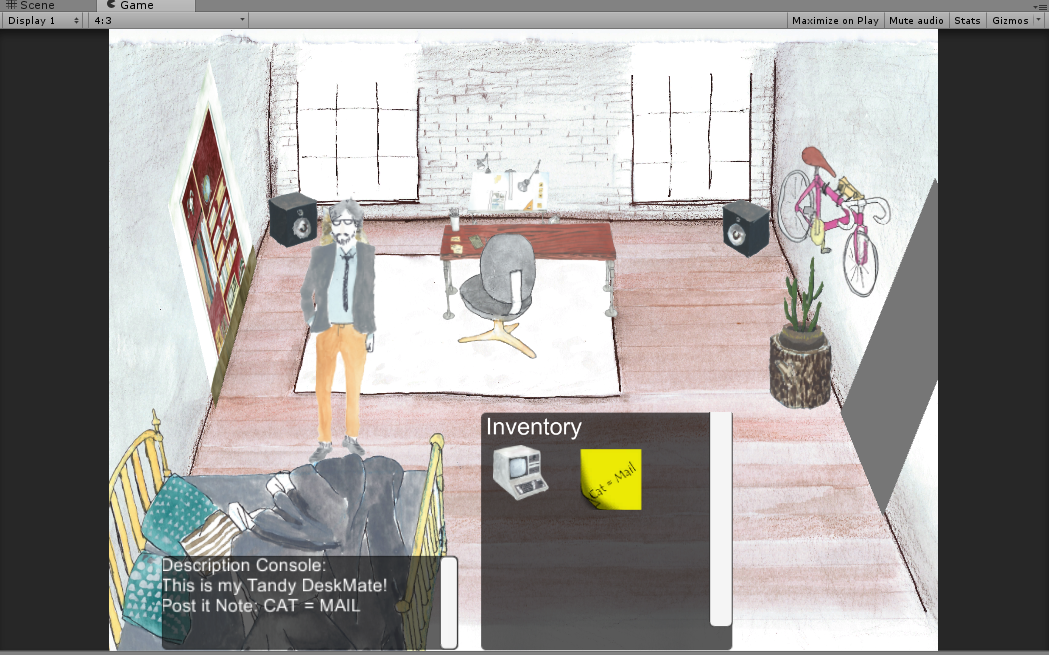 Scene
Game
Display 1
4:3
Maximize on Play
Mute audio
Stats
Gizmos
Inventory
Cat = Mail
Description Console:
This is my Tandy DeskMate!
Post it Note: CAT = MAIL